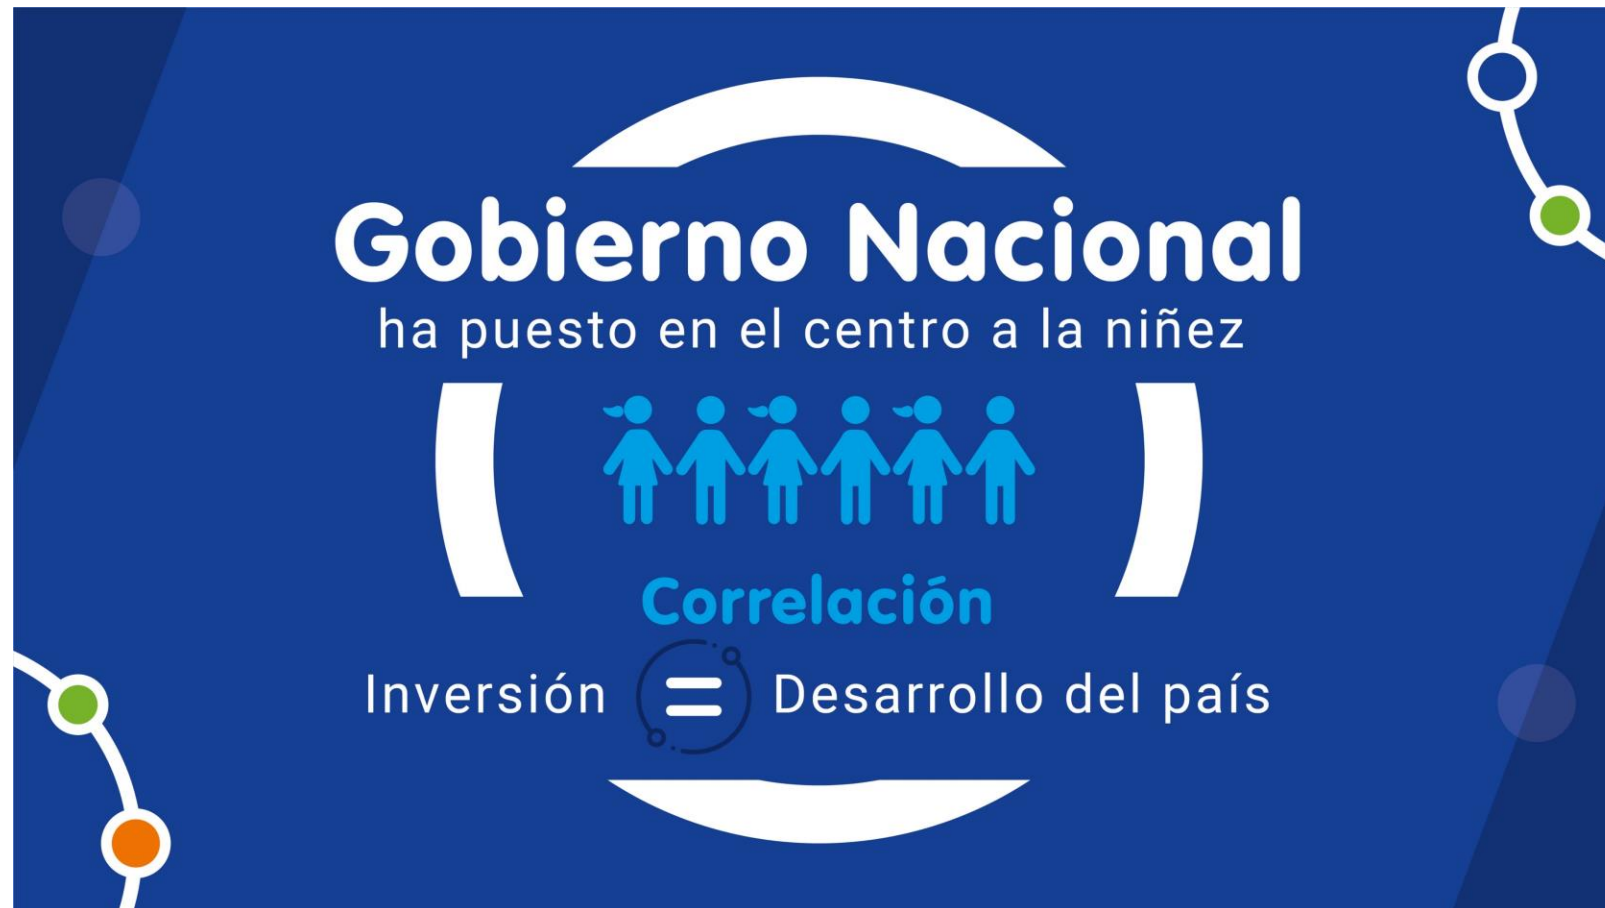 Gobierno Nacional
ha puesto en el centro a la niñez
Correlación
Inversión = Desarrollo del país